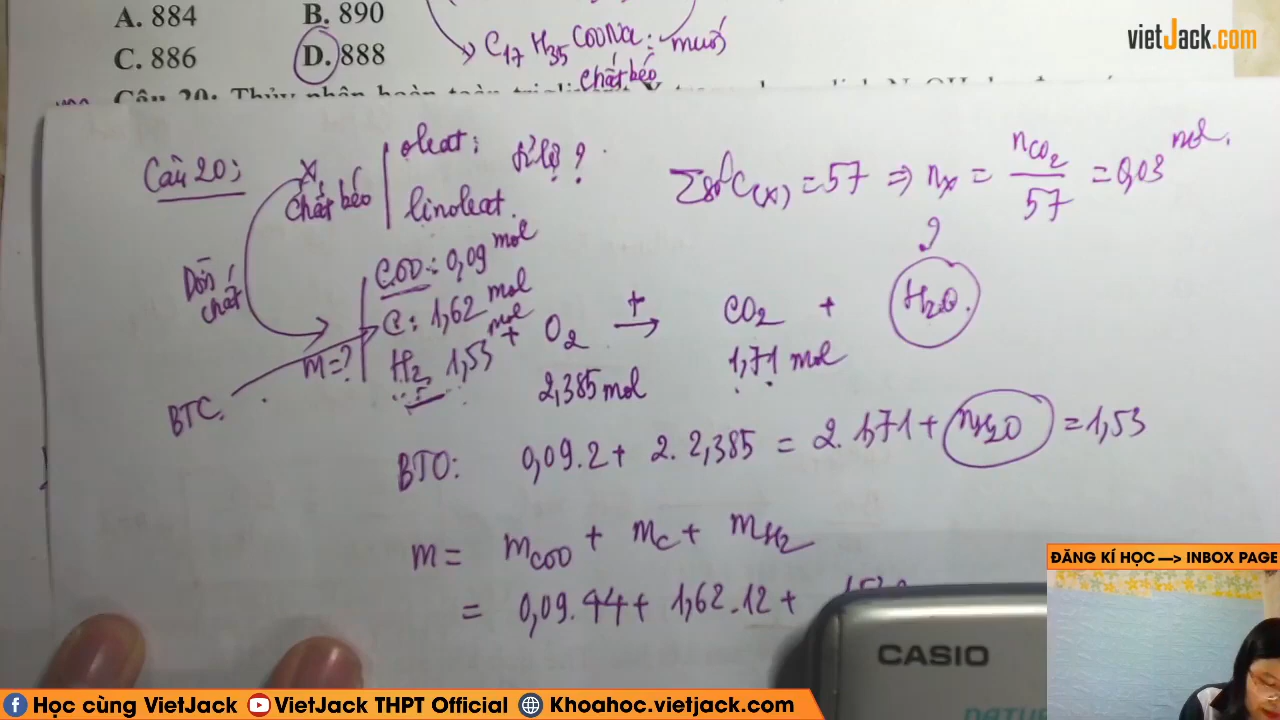 A. 884
B. 890
C. 886
D. 888
C17 H35 COONa : muối
chất béo
vietJack.com
Câu 20:
X
chất béo
oleat :
linoleat.
tỉ lệ ?
Σ số C(X) = 57 => nX = nCO2 / 57 = 0,03 mol.
Dồn chất
COO : 0,09 mol
C : 1,62 mol
H2 1,53 mol
m = ?
+ O2 → CO2 + H2O.
?
2,385 mol
1,71 mol
BTC.
BTO: 0,09.2 + 2.2,385 = 2.1,71 + nH2O = 1,53
m = mCOO + mC + mH2
= 0,09.44 + 1,62.12 +
CASIO
ĐĂNG KÍ HỌC —> INBOX PAGE
Học cùng VietJack
VietJack THPT Official
Khoahoc.vietjack.com